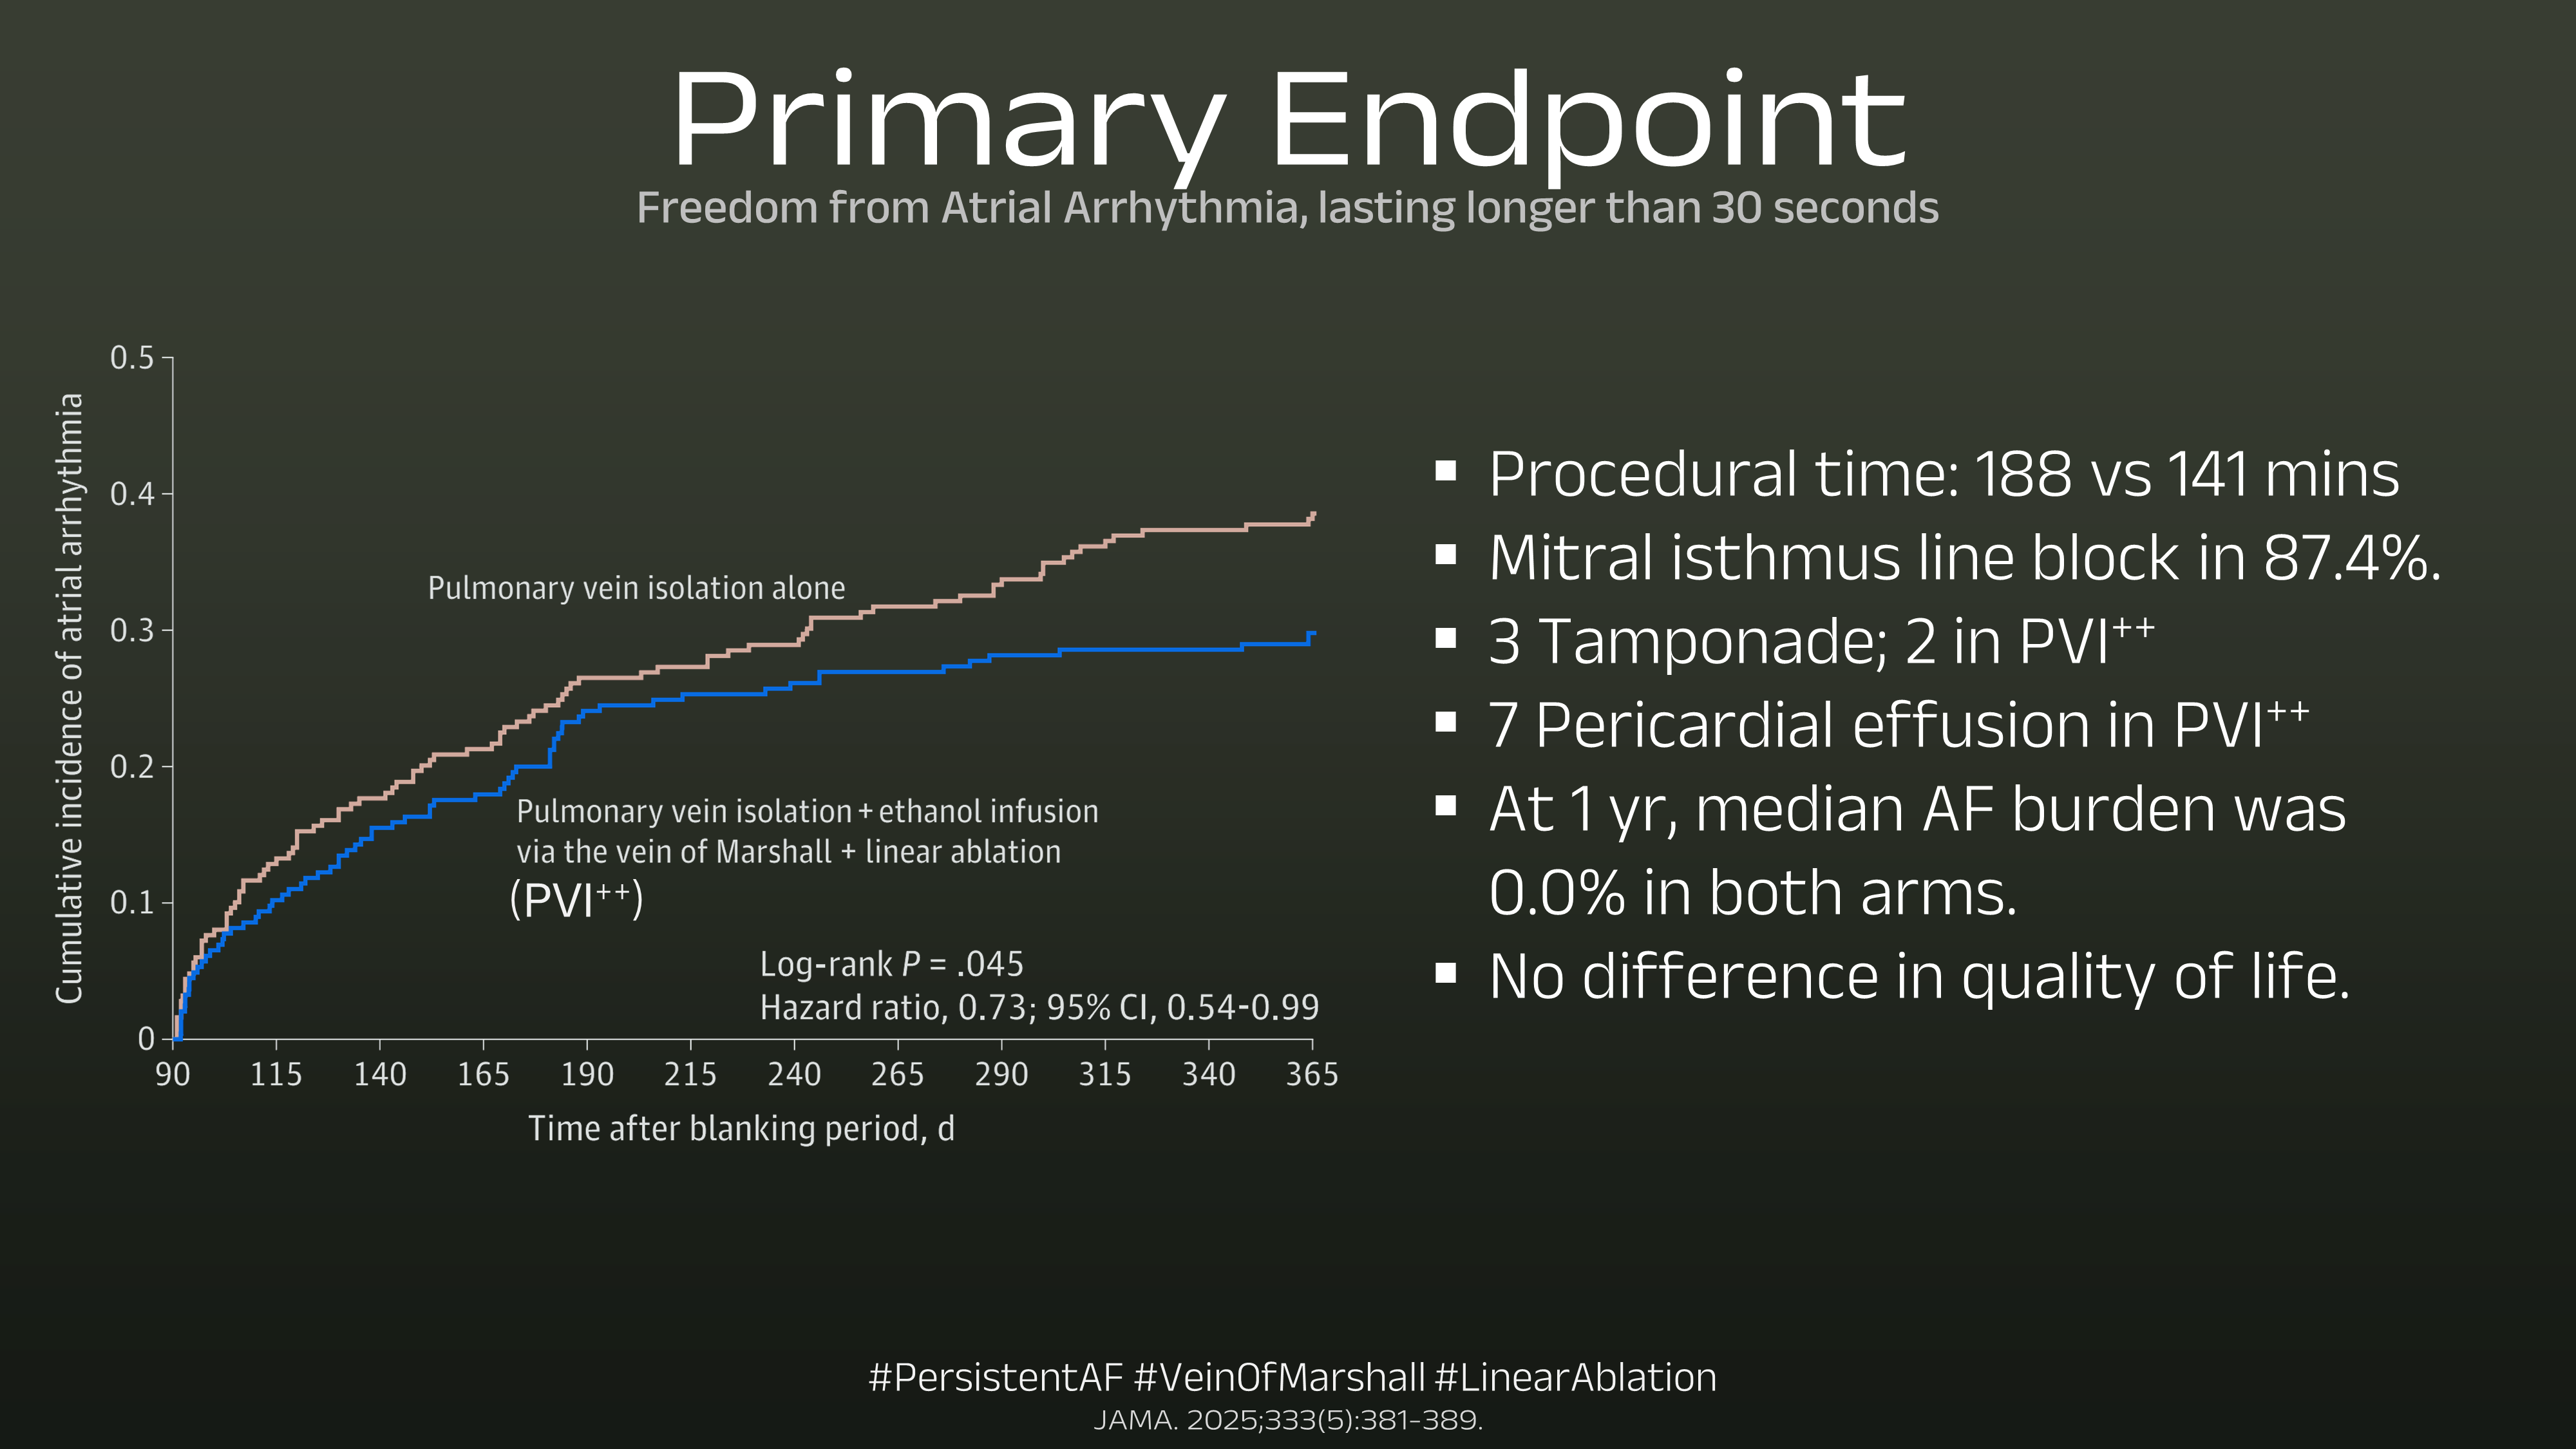 Primary Endpoint
Freedom from Atrial Arrhythmia, lasting longer than 30 seconds
Cumulative incidence of atrial arrhythmia
0.5
0.4
0.3
0.2
0.1
0
Pulmonary vein isolation alone
Pulmonary vein isolation + ethanol infusion
via the vein of Marshall + linear ablation
(PVI⁺⁺)
Log-rank P = .045
Hazard ratio, 0.73; 95% CI, 0.54-0.99
90 115 140 165 190 215 240 265 290 315 340 365
Time after blanking period, d
▪ Procedural time: 188 vs 141 mins
▪ Mitral isthmus line block in 87.4%.
▪ 3 Tamponade; 2 in PVI⁺⁺
▪ 7 Pericardial effusion in PVI⁺⁺
▪ At 1 yr, median AF burden was
0.0% in both arms.
▪ No difference in quality of life.
#PersistentAF #VeinOfMarshall #LinearAblation
JAMA. 2025;333(5):381-389.